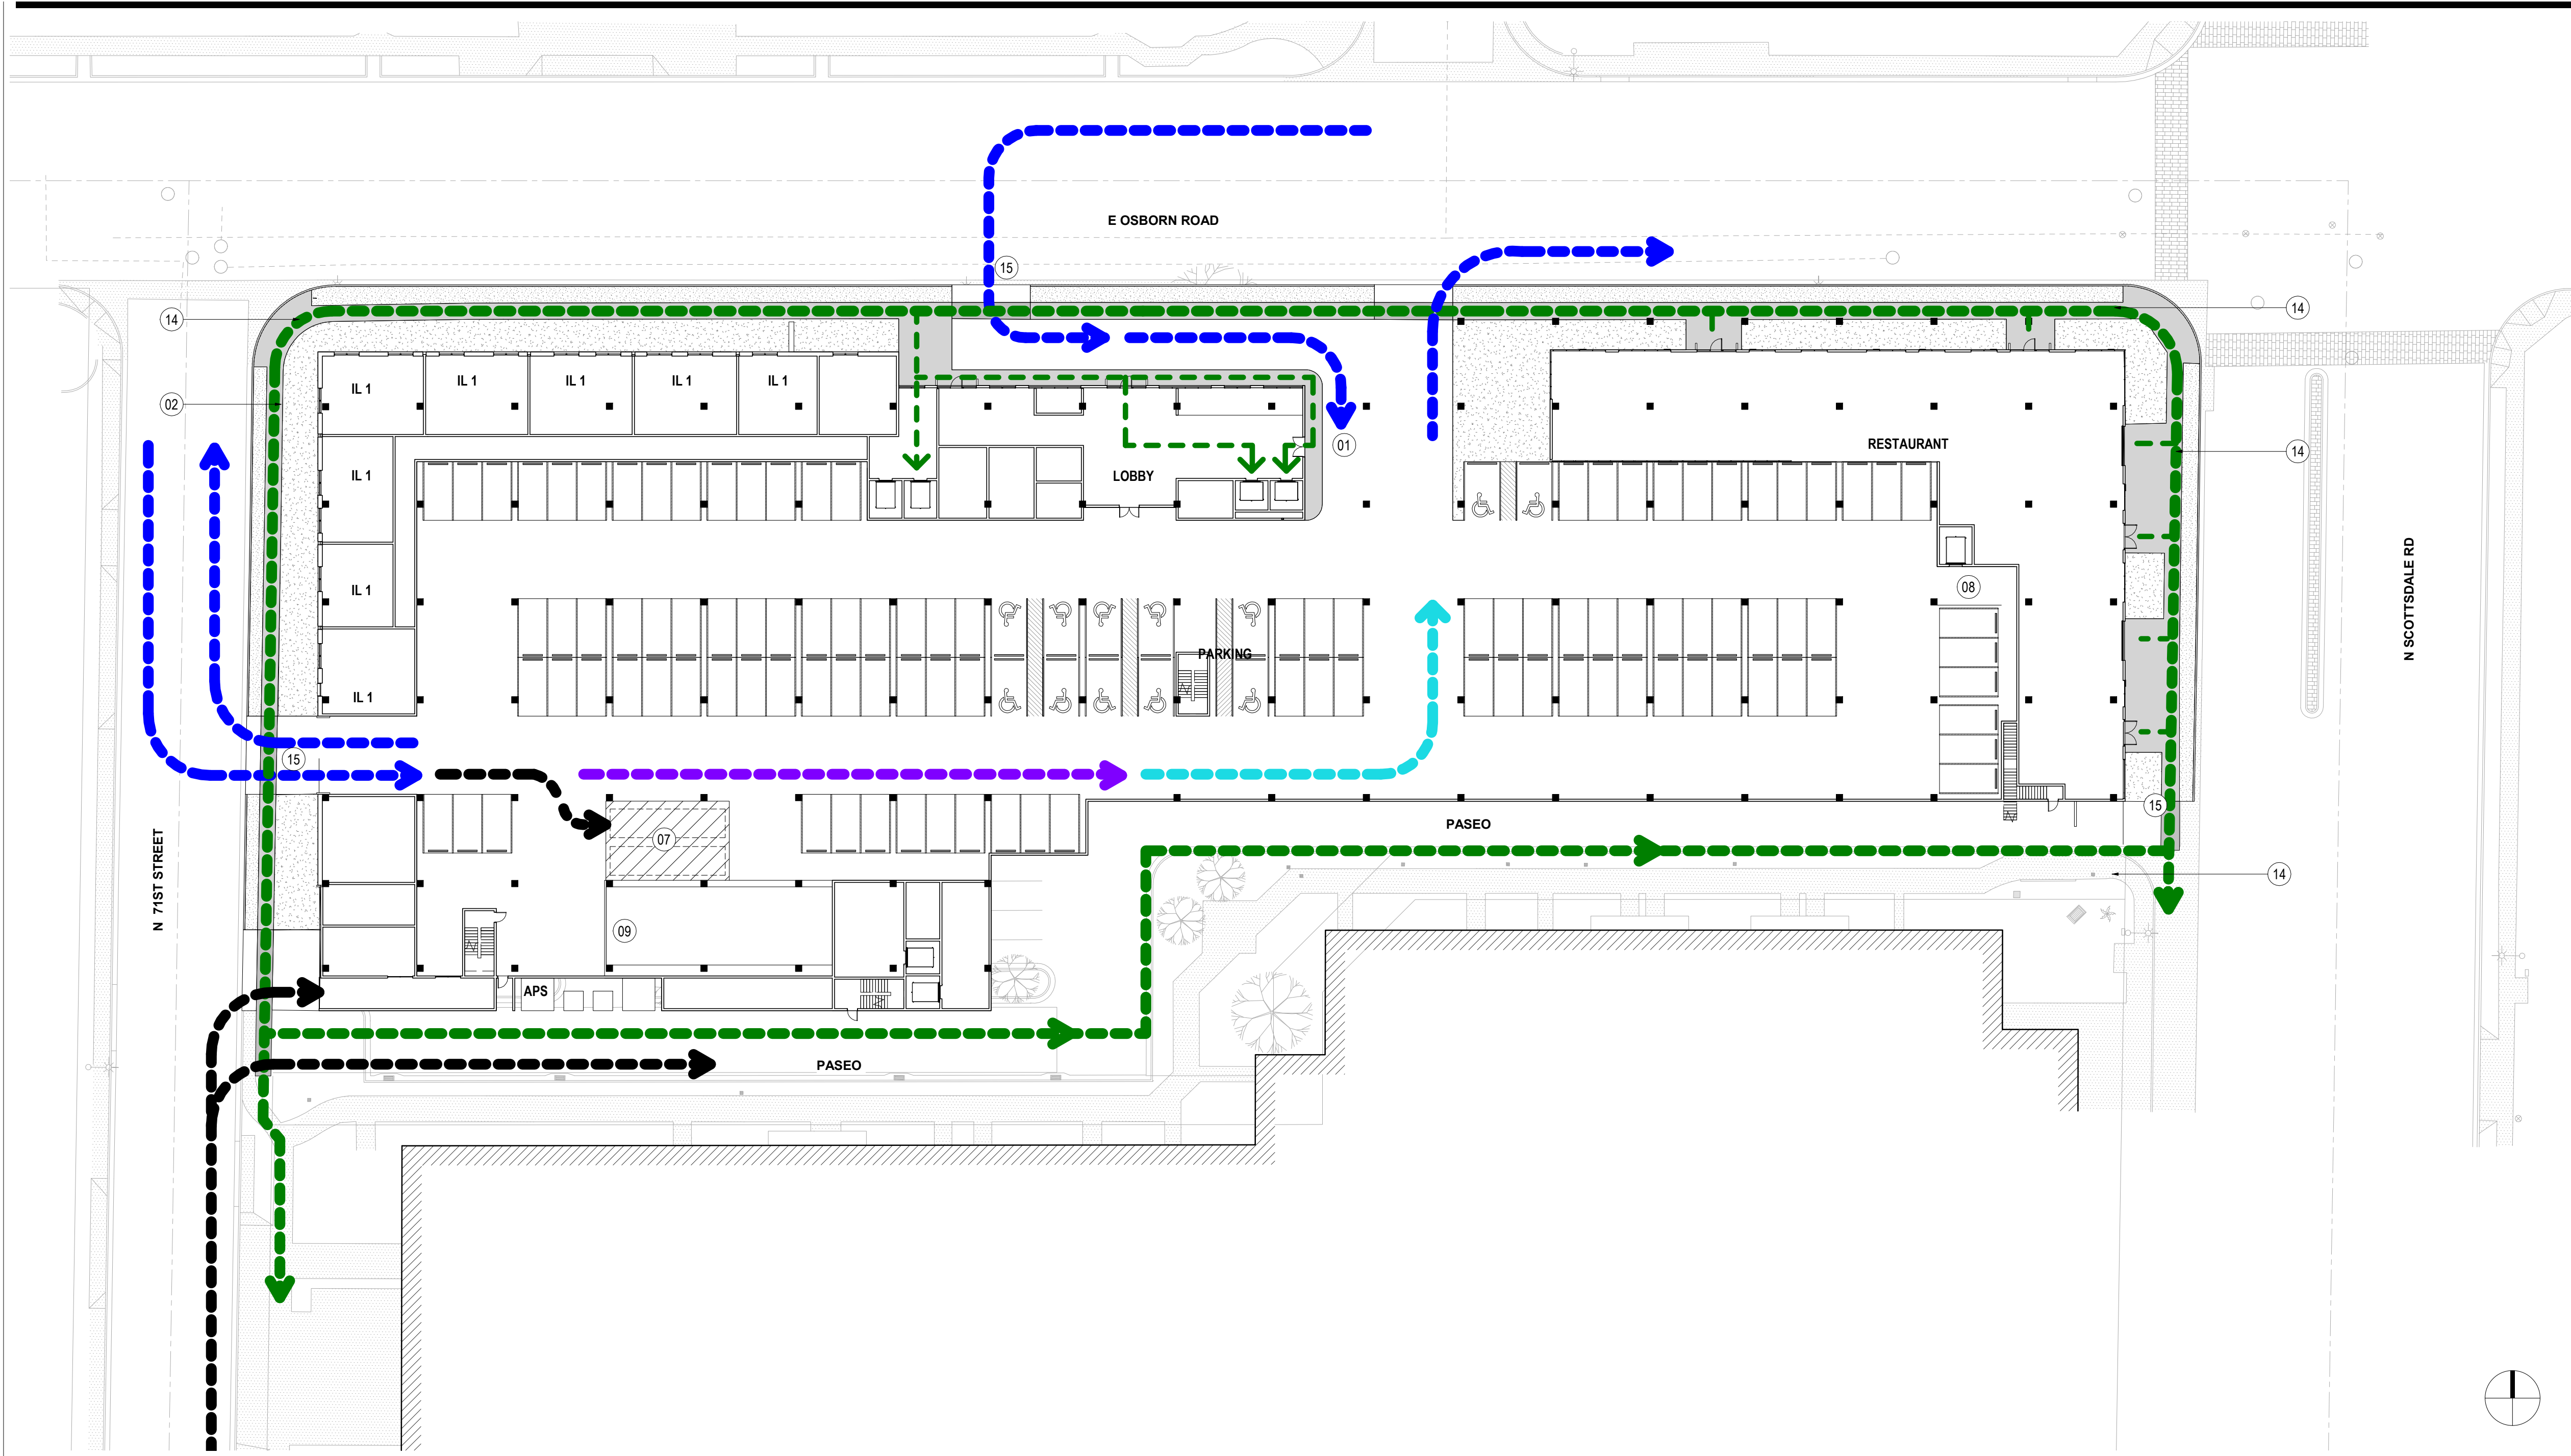 E OSBORN ROAD
15
14
14
02
IL 1
IL 1
IL 1
IL 1
IL 1
01
RESTAURANT
14
IL 1
LOBBY
IL 1
08
N SCOTTSDALE RD
PARKING
IL 1
15
15
PASEO
07
N 71ST STREET
14
09
APS
PASEO